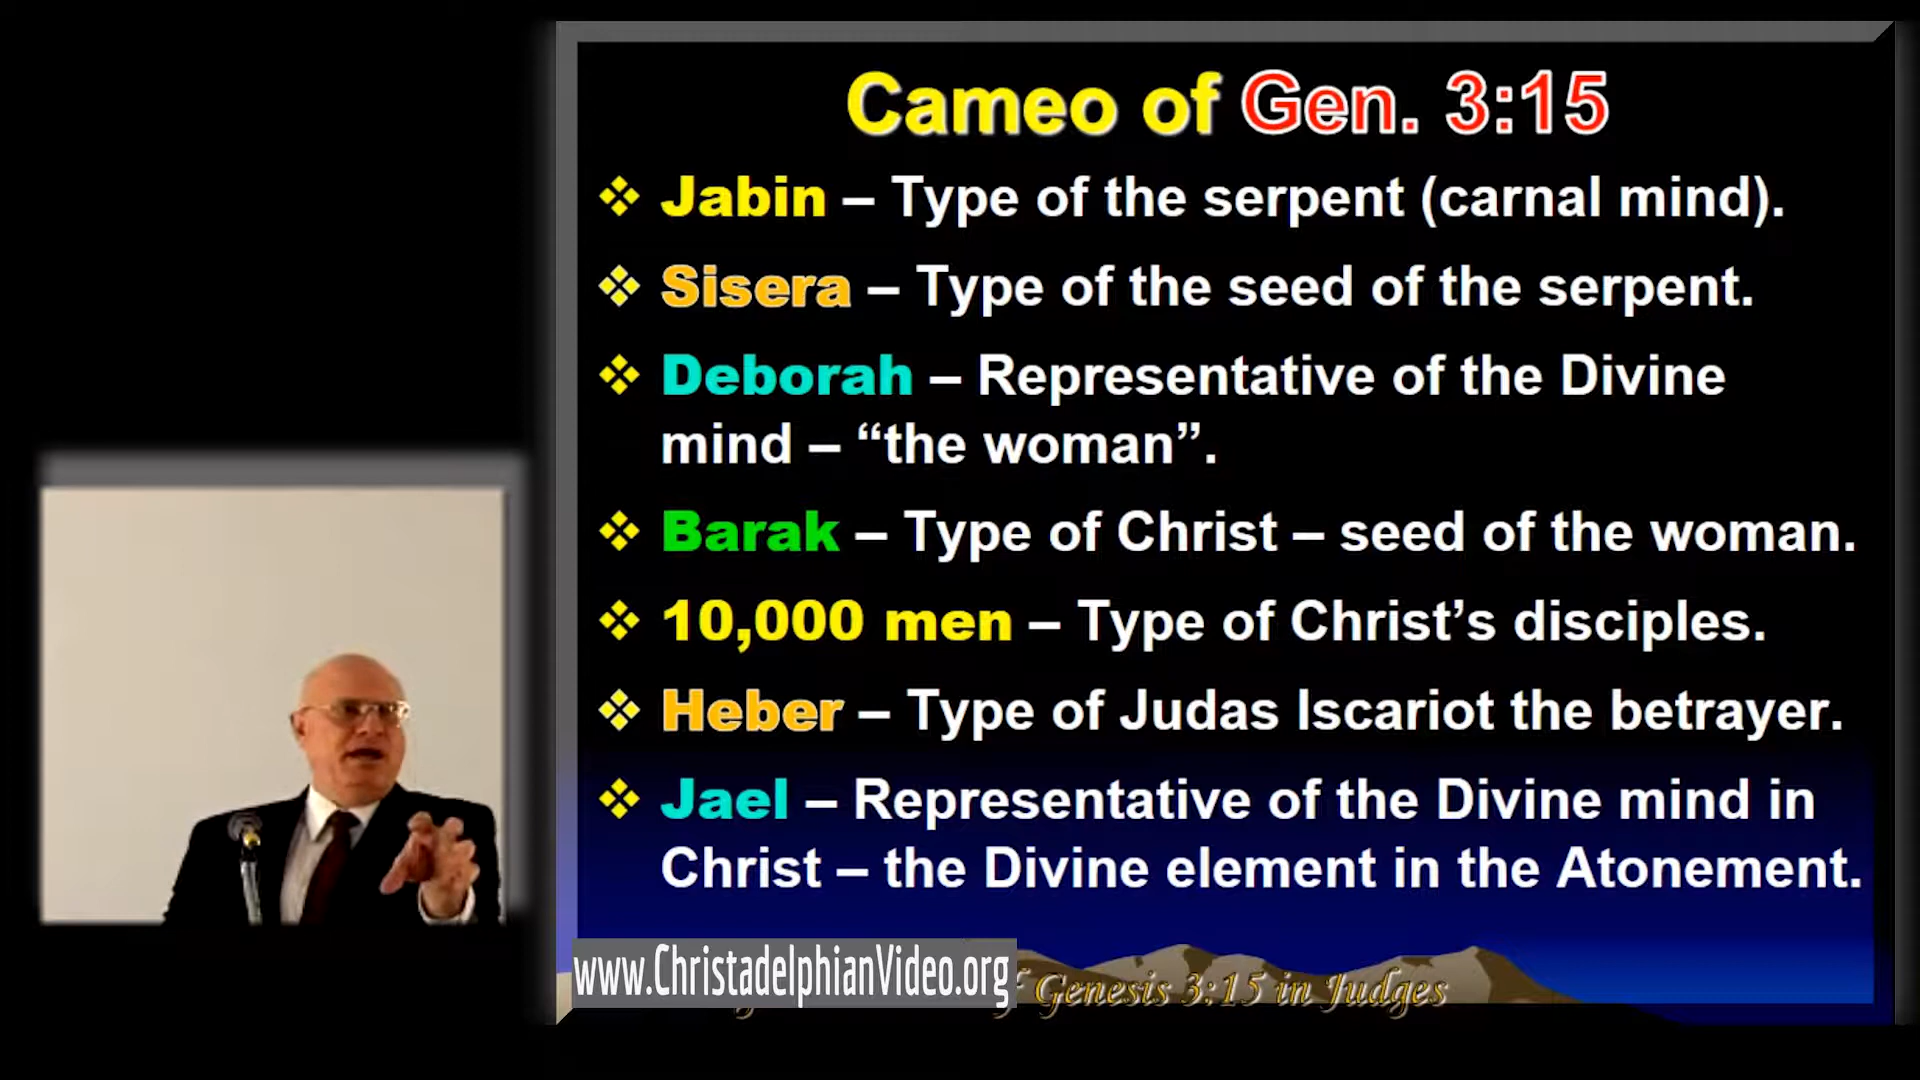 Cameo of Gen. 3:15
❖ Jabin – Type of the serpent (carnal mind).
❖ Sisera – Type of the seed of the serpent.
❖ Deborah – Representative of the Divine
mind – “the woman”.
❖ Barak – Type of Christ – seed of the woman.
❖ 10,000 men – Type of Christ’s disciples.
❖ Heber – Type of Judas Iscariot the betrayer.
❖ Jael – Representative of the Divine mind in
Christ – the Divine element in the Atonement.
www.ChristadelphianVideo.org
Genesis 3:15 in Judges